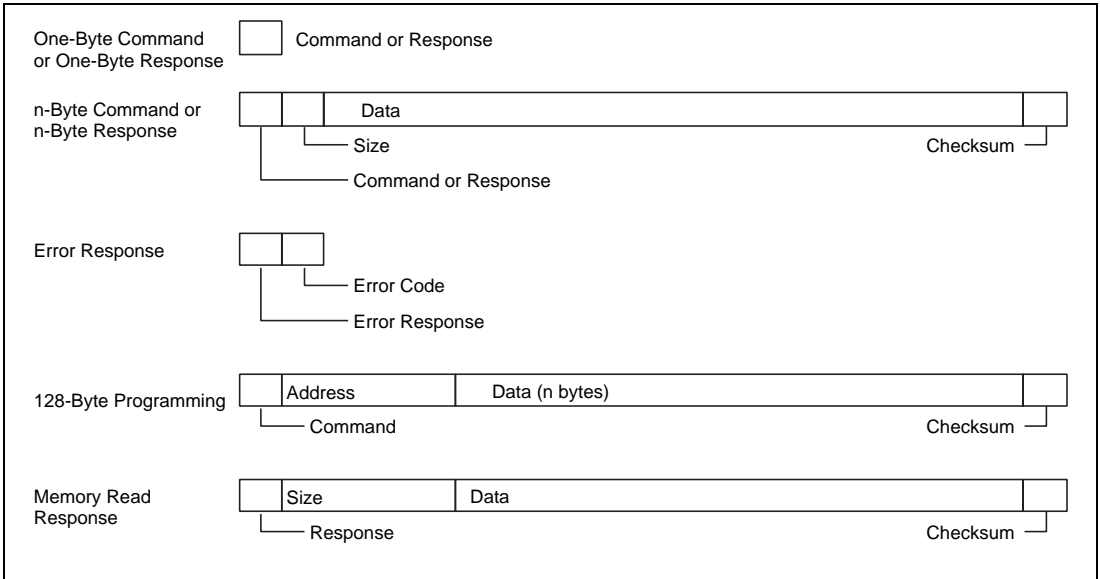 One-Byte Command
or One-Byte Response
Command or Response
n-Byte Command or
n-Byte Response
Data
Size
Checksum
Command or Response
Error Response
Error Code
Error Response
128-Byte Programming
Address
Data (n bytes)
Command
Checksum
Memory Read
Response
Size
Data
Response
Checksum